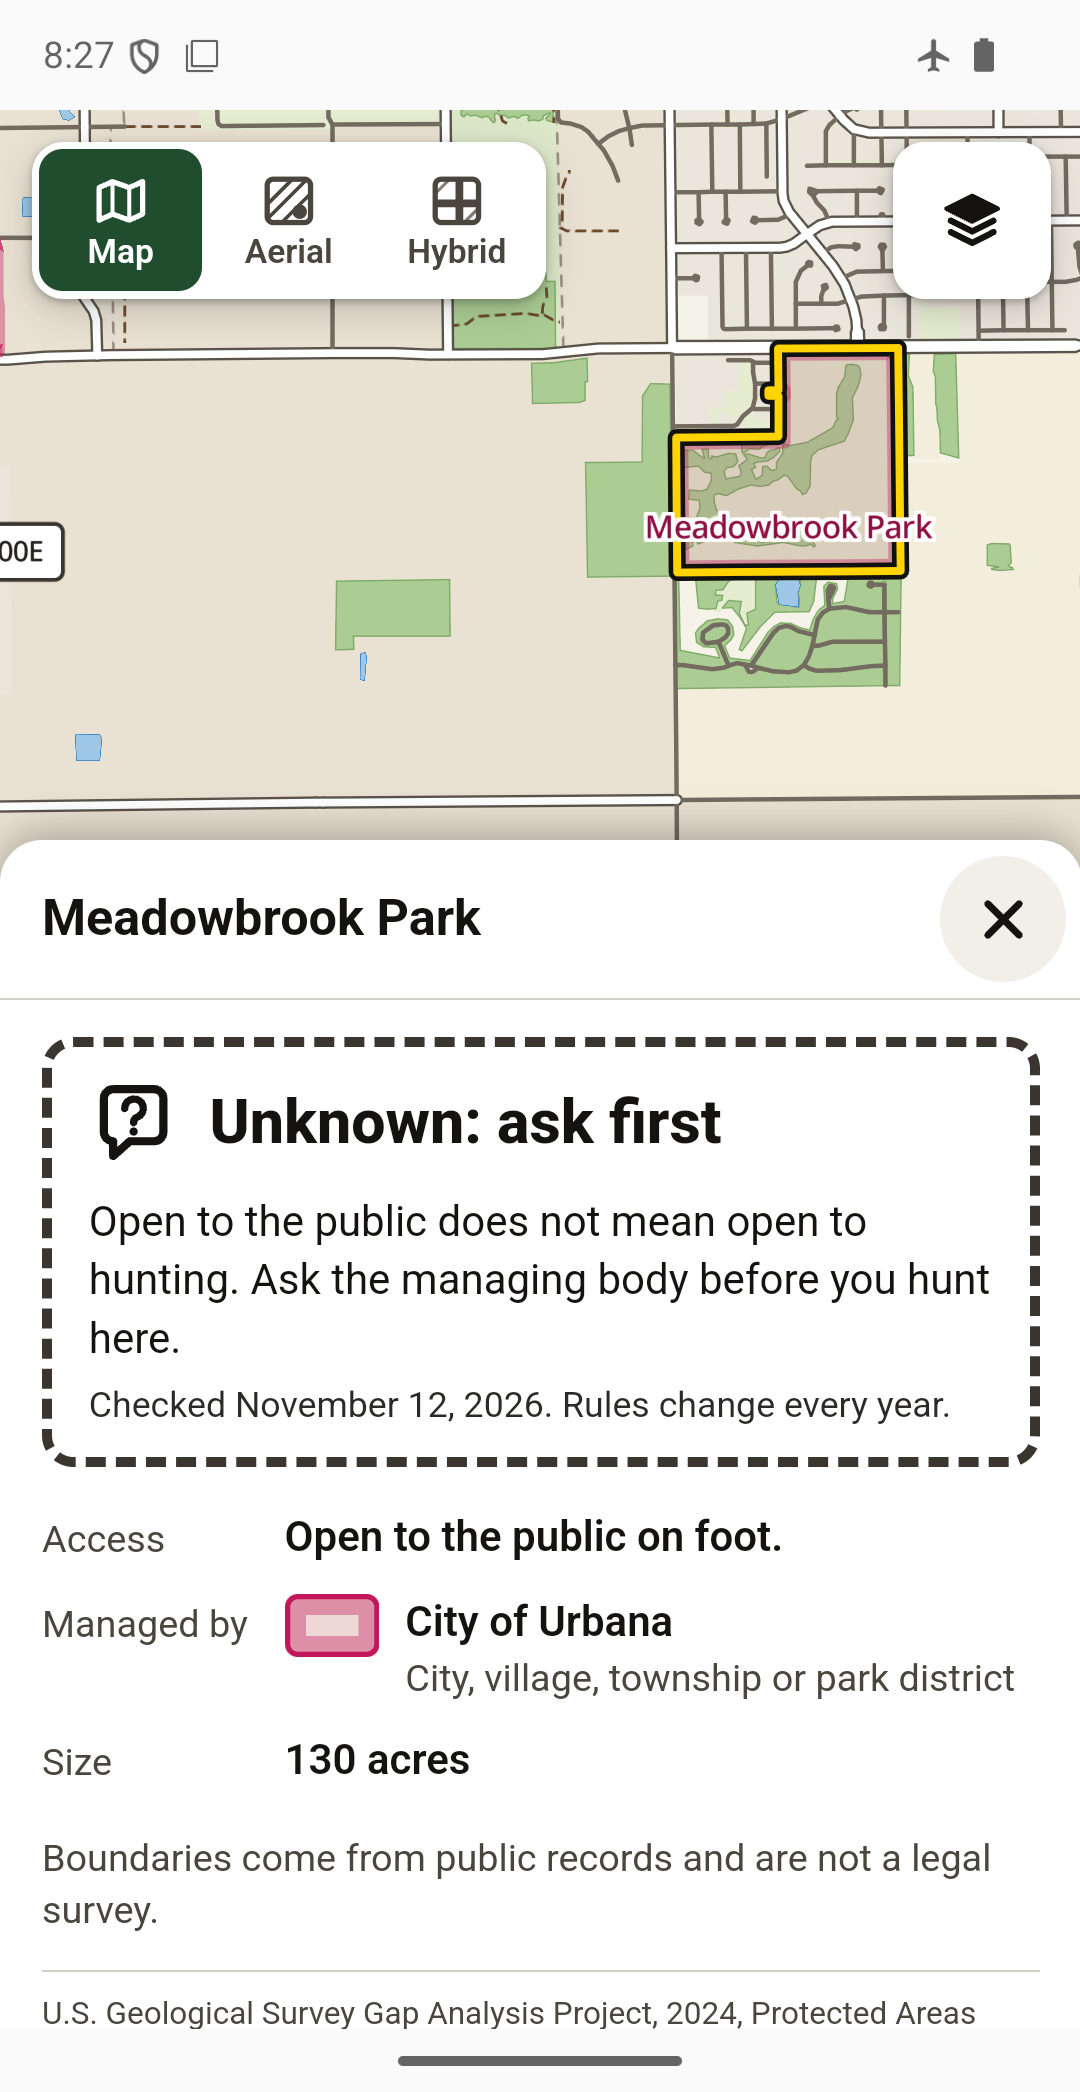 8:27
Map
Aerial
Hybrid
00E
Meadowbrook Park
Meadowbrook Park
Unknown: ask first
Open to the public does not mean open to
hunting. Ask the managing body before you hunt
here.
Checked November 12, 2026. Rules change every year.
Access
Open to the public on foot.
Managed by
City of Urbana
City, village, township or park district
Size
130 acres
Boundaries come from public records and are not a legal
survey.
U.S. Geological Survey Gap Analysis Project, 2024, Protected Areas